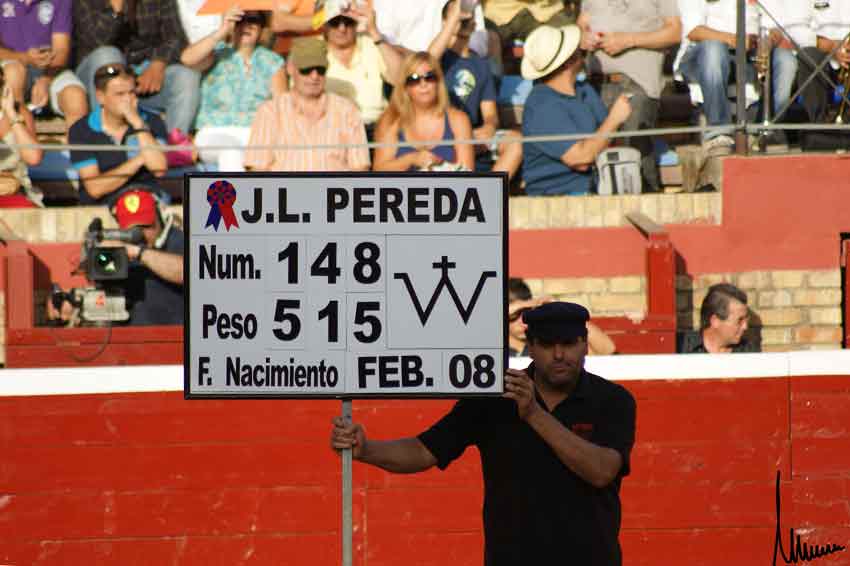 J.L. PEREDA
Num. 148
Peso 515
F. Nacimiento FEB. 08